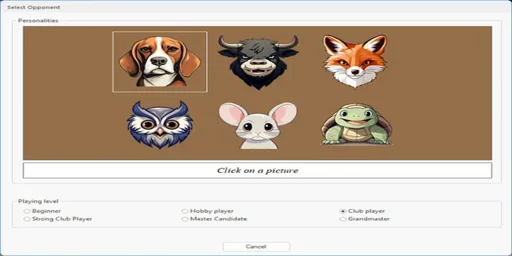 Select Opponent
Personalities
Click on a picture
Playing level
Beginner
Hobby player
Club player
Strong Club Player
Master Candidate
Grandmaster
Cancel